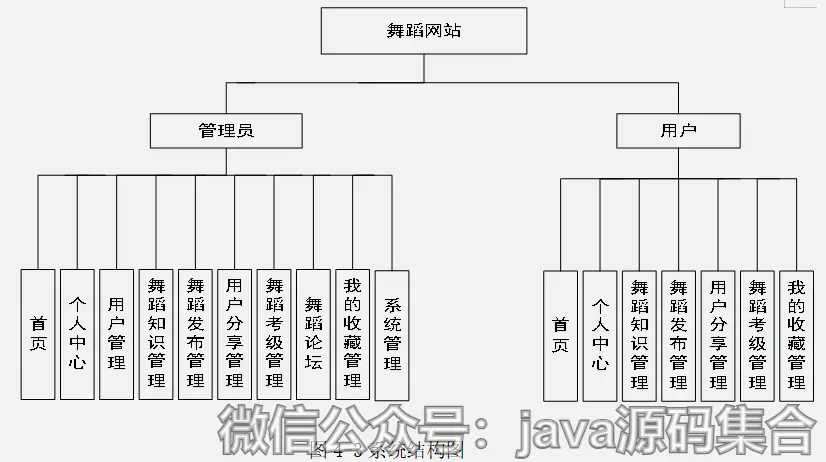 舞蹈网站
管理员
用户
首页
个人中心
用户管理
舞蹈知识管理
舞蹈发布管理
用户分享管理
舞蹈考级管理
舞蹈论坛
我的收藏管理
系统管理
首页
个人中心
舞蹈知识管理
舞蹈发布管理
用户分享管理
舞蹈考级管理
我的收藏管理
微信公众号：java源码集合
图 4-3 系统结构图